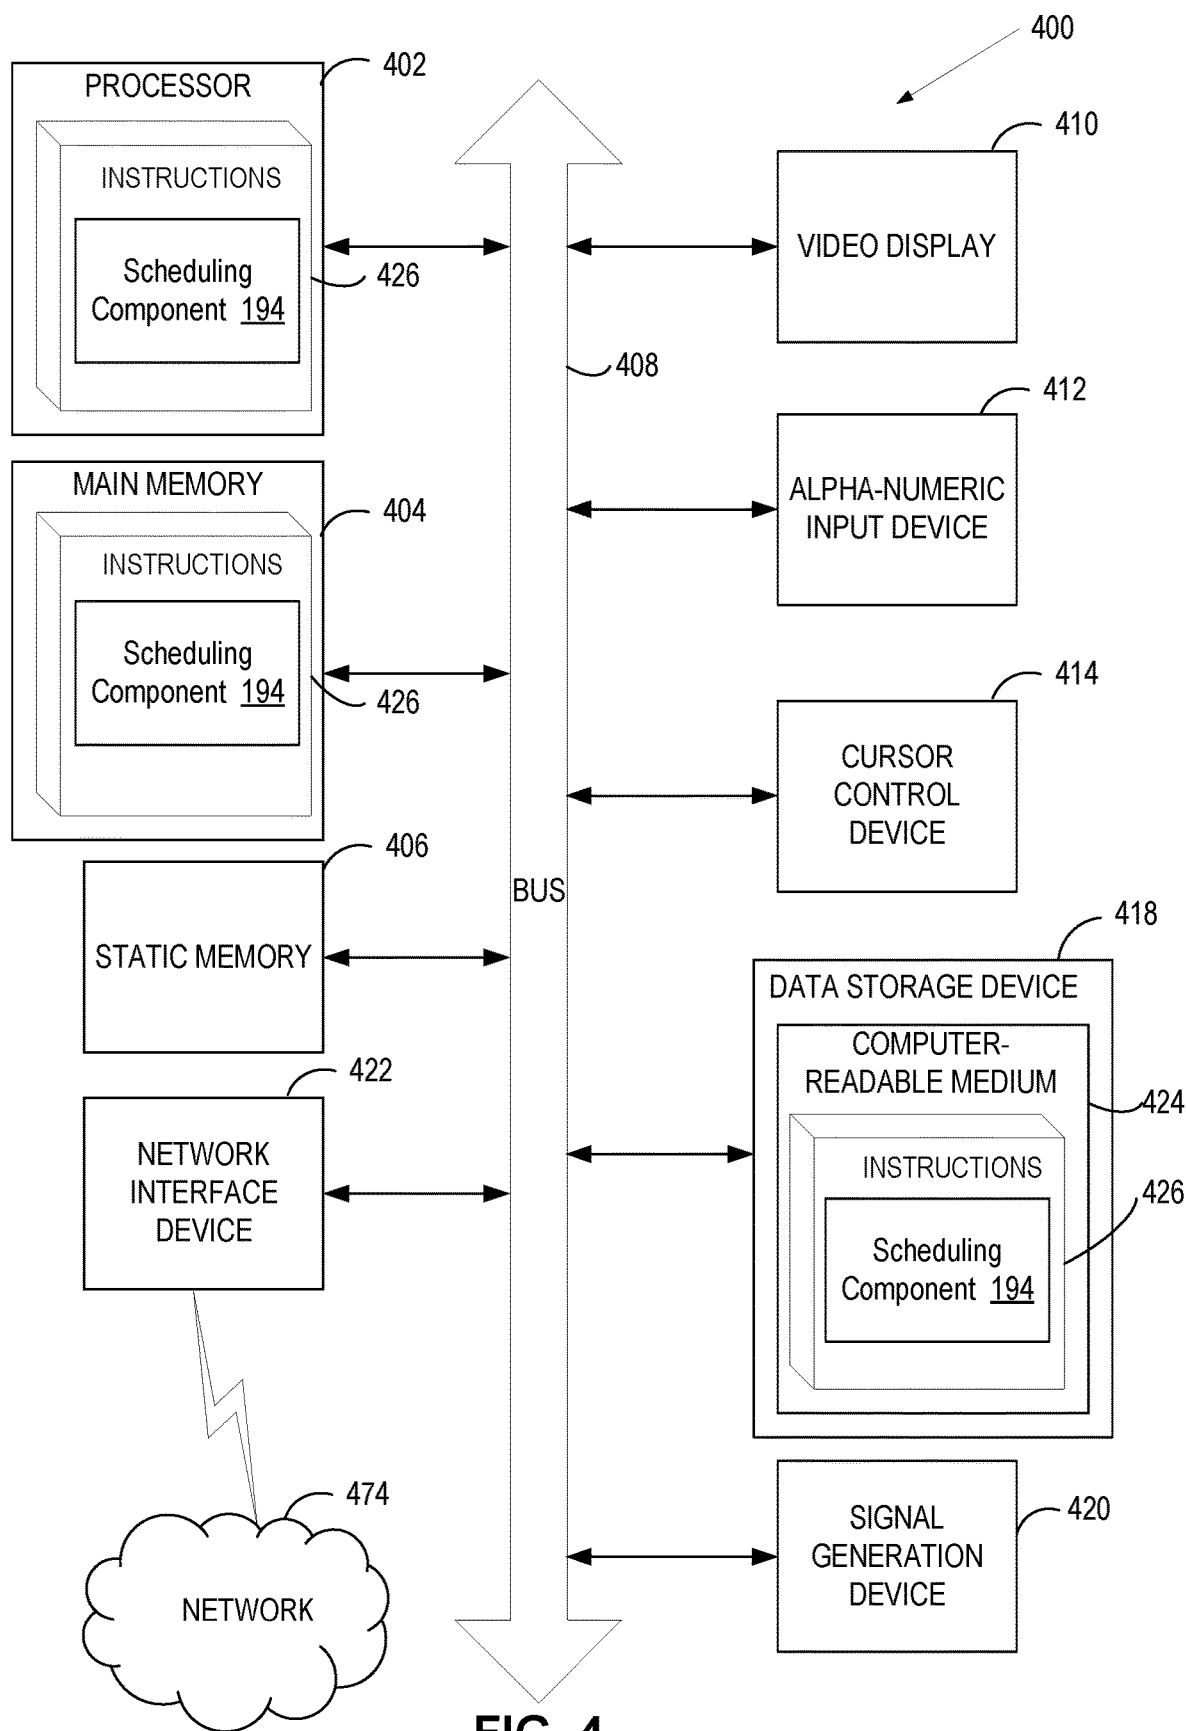 400
402
PROCESSOR
INSTRUCTIONS
Scheduling
Component 194
426
410
VIDEO DISPLAY
408
412
ALPHA-NUMERIC
INPUT DEVICE
MAIN MEMORY
404
INSTRUCTIONS
Scheduling
Component 194
426
414
CURSOR
CONTROL
DEVICE
406
STATIC MEMORY
BUS
418
DATA STORAGE DEVICE
COMPUTER-
READABLE MEDIUM
424
INSTRUCTIONS
426
Scheduling
Component 194
422
NETWORK
INTERFACE
DEVICE
474
NETWORK
420
SIGNAL
GENERATION
DEVICE
FIG. 4